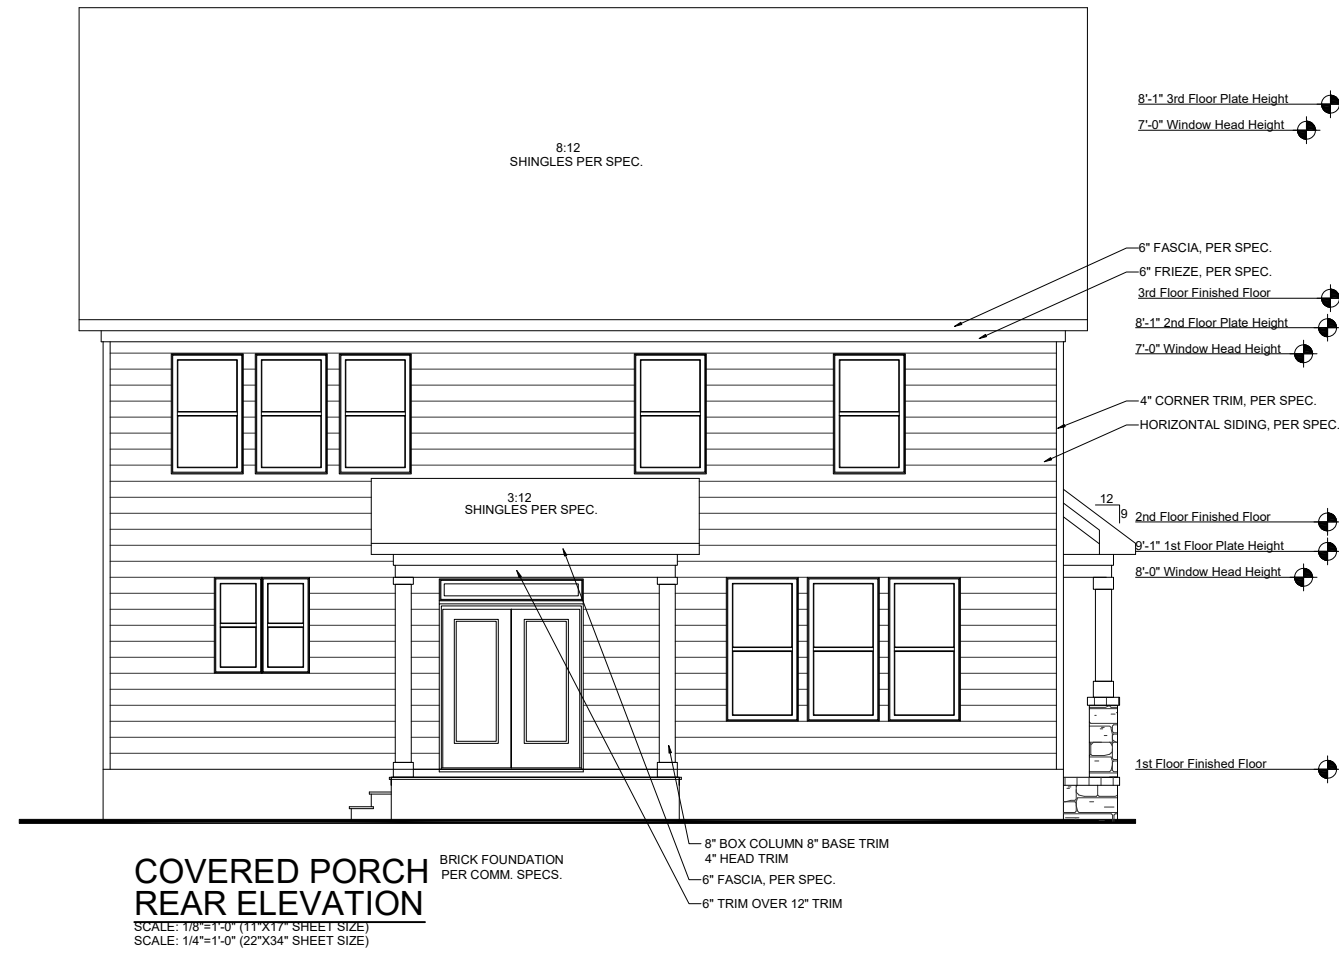 8'-1" 3rd Floor Plate Height
7'-0" Window Head Height
8:12
SHINGLES PER SPEC.
6" FASCIA, PER SPEC.
6" FRIEZE, PER SPEC.
3rd Floor Finished Floor
8'-1" 2nd Floor Plate Height
7'-0" Window Head Height
4" CORNER TRIM, PER SPEC.
HORIZONTAL SIDING, PER SPEC.
3:12
SHINGLES PER SPEC.
12
9
2nd Floor Finished Floor
9'-1" 1st Floor Plate Height
8'-0" Window Head Height
1st Floor Finished Floor
8" BOX COLUMN 8" BASE TRIM
4" HEAD TRIM
6" FASCIA, PER SPEC.
6" TRIM OVER 12" TRIM
BRICK FOUNDATION
PER COMM. SPECS.
COVERED PORCH
REAR ELEVATION
SCALE: 1/8"=1'-0" (11"X17" SHEET SIZE)
SCALE: 1/4"=1'-0" (22"X34" SHEET SIZE)